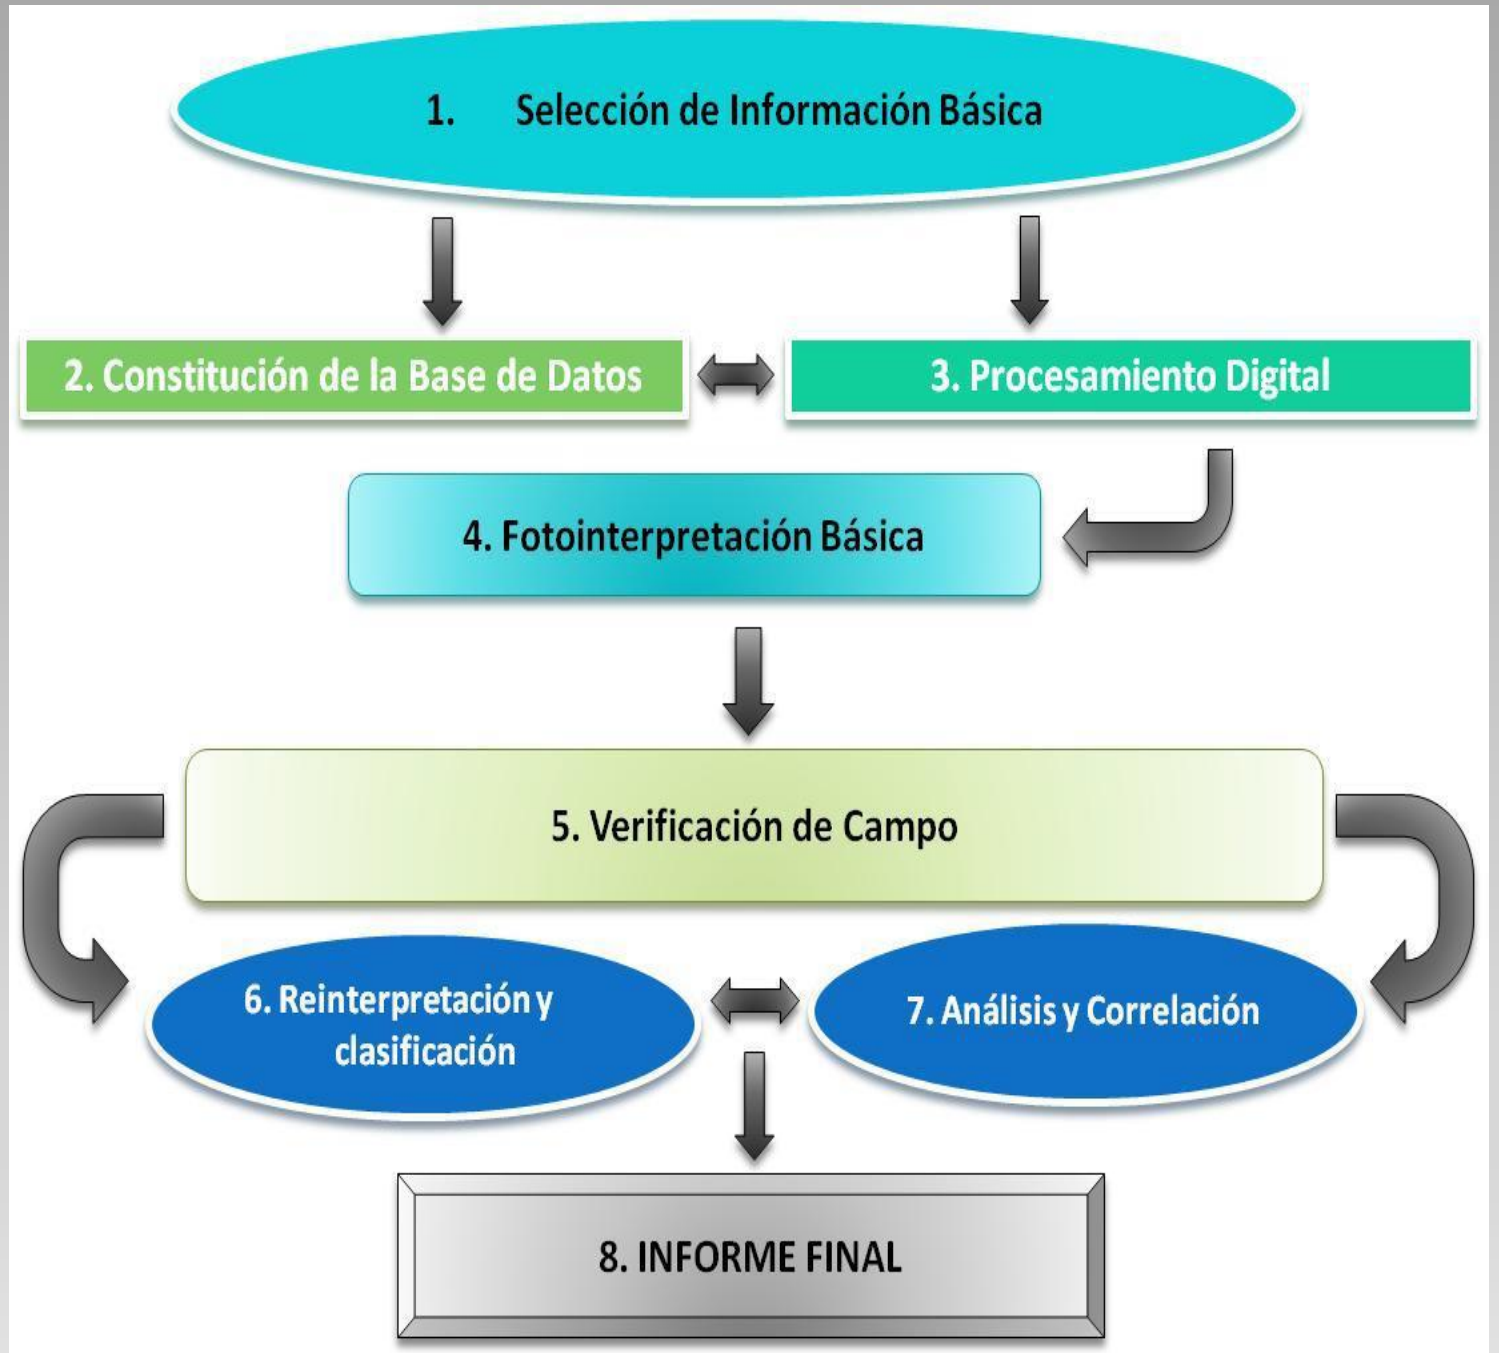 1. Selección de Información Básica
2. Constitución de la Base de Datos
3. Procesamiento Digital
4. Fotointerpretación Básica
5. Verificación de Campo
6. Reinterpretación y
clasificación
7. Análisis y Correlación
8. INFORME FINAL